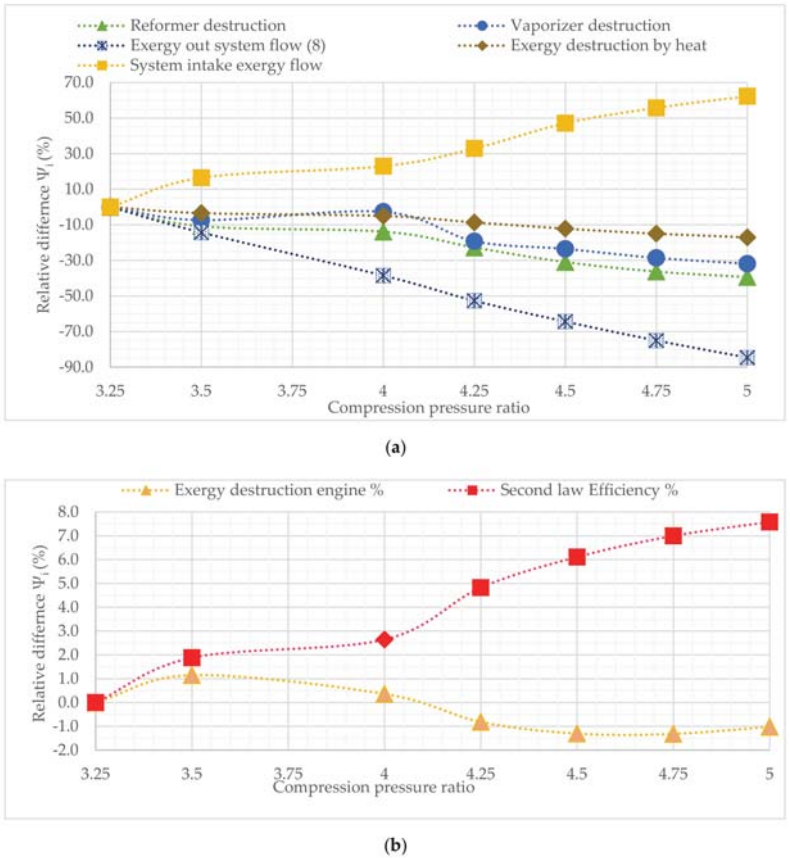 Reformer destruction
Vaporizer destruction
Exergy out system flow (8)
Exergy destruction by heat
System intake exergy flow
70.0
50.0
30.0
10.0
-10.0
-30.0
-50.0
-70.0
-90.0
Relative differnce Ψi (%)
3.25 3.5 3.75 4 4.25 4.5 4.75 5
Compression pressure ratio
(a)
Exergy destruction engine %
Second law Efficiency %
8.0
7.0
6.0
5.0
4.0
3.0
2.0
1.0
0.0
-1.0
-2.0
Relative differnce Ψi (%)
3.25 3.5 3.75 4 4.25 4.5 4.75 5
Compression pressure ratio
(b)